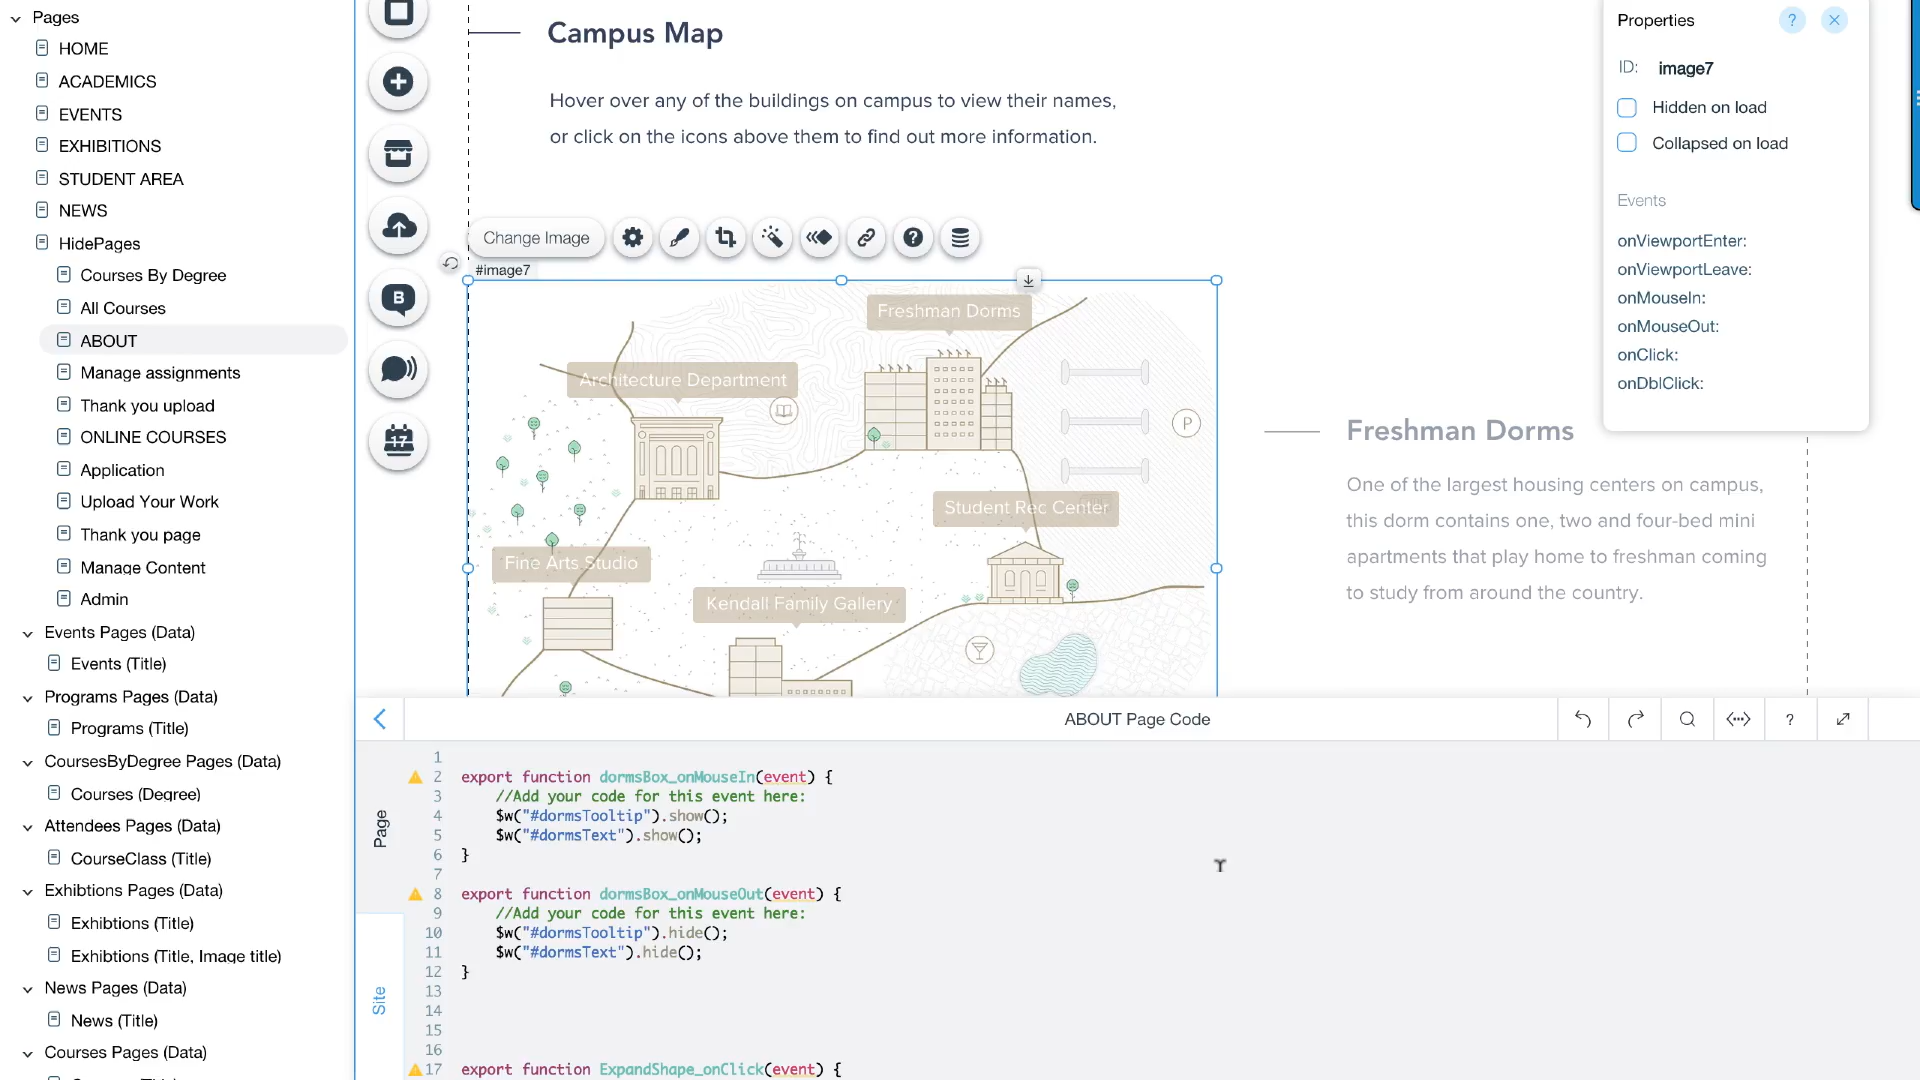 Pages
HOME
ACADEMICS
EVENTS
EXHIBITIONS
STUDENT AREA
NEWS
HidePages
Courses By Degree
All Courses
ABOUT
Manage assignments
Thank you upload
ONLINE COURSES
Application
Upload Your Work
Thank you page
Manage Content
Admin
Events Pages (Data)
Events (Title)
Programs Pages (Data)
Programs (Title)
CoursesByDegree Pages (Data)
Courses (Degree)
Attendees Pages (Data)
CourseClass (Title)
Exhibtions Pages (Data)
Exhibtions (Title)
Exhibtions (Title, Image title)
News Pages (Data)
News (Title)
Courses Pages (Data)
B
17
Campus Map
Hover over any of the buildings on campus to view their names,
or click on the icons above them to find out more information.
Change Image
?
#image7
Freshman Dorms
Architecture Department
P
Student Rec Center
Fine Arts Studio
Kendall Family Gallery
Freshman Dorms
One of the largest housing centers on campus,
this dorm contains one, two and four-bed mini
apartments that play home to freshman coming
to study from around the country.
Properties
?
ID: image7
Hidden on load
Collapsed on load
Events
onViewportEnter:
onViewportLeave:
onMouseIn:
onMouseOut:
onClick:
onDblClick:
ABOUT Page Code
?
Page
Site
1
2 export function dormsBox_onMouseIn(event) {
3 //Add your code for this event here:
4 $w("#dormsTooltip").show();
5 $w("#dormsText").show();
6 }
7
8 export function dormsBox_onMouseOut(event) {
9 //Add your code for this event here:
10 $w("#dormsTooltip").hide();
11 $w("#dormsText").hide();
12 }
13
14
15
16
17 export function ExpandShape_onClick(event) {